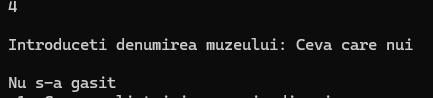 4
Introduceti denumirea muzeului: Ceva care nui
Nu s-a gasit